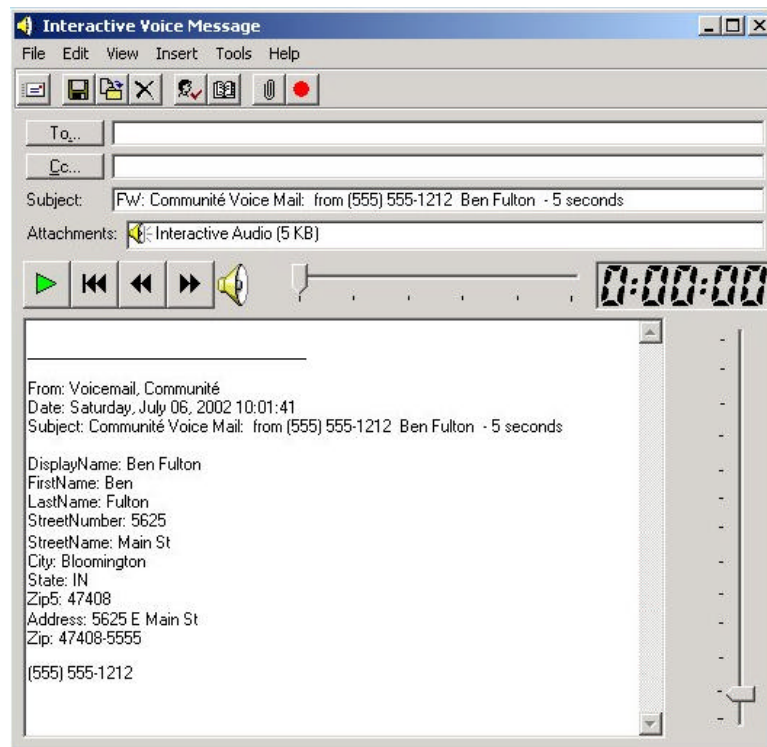 Interactive Voice Message
File Edit View Insert Tools Help
To...
Cc...
Subject: FW: Communité Voice Mail: from (555) 555-1212 Ben Fulton - 5 seconds
Attachments: Interactive Audio (5 KB)
0:00:00
From: Voicemail, Communité
Date: Saturday, July 06, 2002 10:01:41
Subject: Communité Voice Mail: from (555) 555-1212 Ben Fulton - 5 seconds
DisplayName: Ben Fulton
FirstName: Ben
LastName: Fulton
StreetNumber: 5625
StreetName: Main St
City: Bloomington
State: IN
Zip5: 47408
Address: 5625 E Main St
Zip: 47408-5555
(555) 555-1212